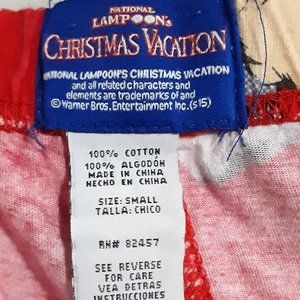 NATIONAL
LAMPOON'S
CHRISTMAS VACATION
NATIONAL LAMPOON'S CHRISTMAS VACATION
and all related characters and
elements are trademarks of and
© Warner Bros. Entertainment Inc. (s15)
100% COTTON
100% ALGODÓN
MADE IN CHINA
HECHO EN CHINA
SIZE: SMALL
TALLA: CHICO
RN# 82457
SEE REVERSE
FOR CARE
VEA DETRAS
INSTRUCTIONS